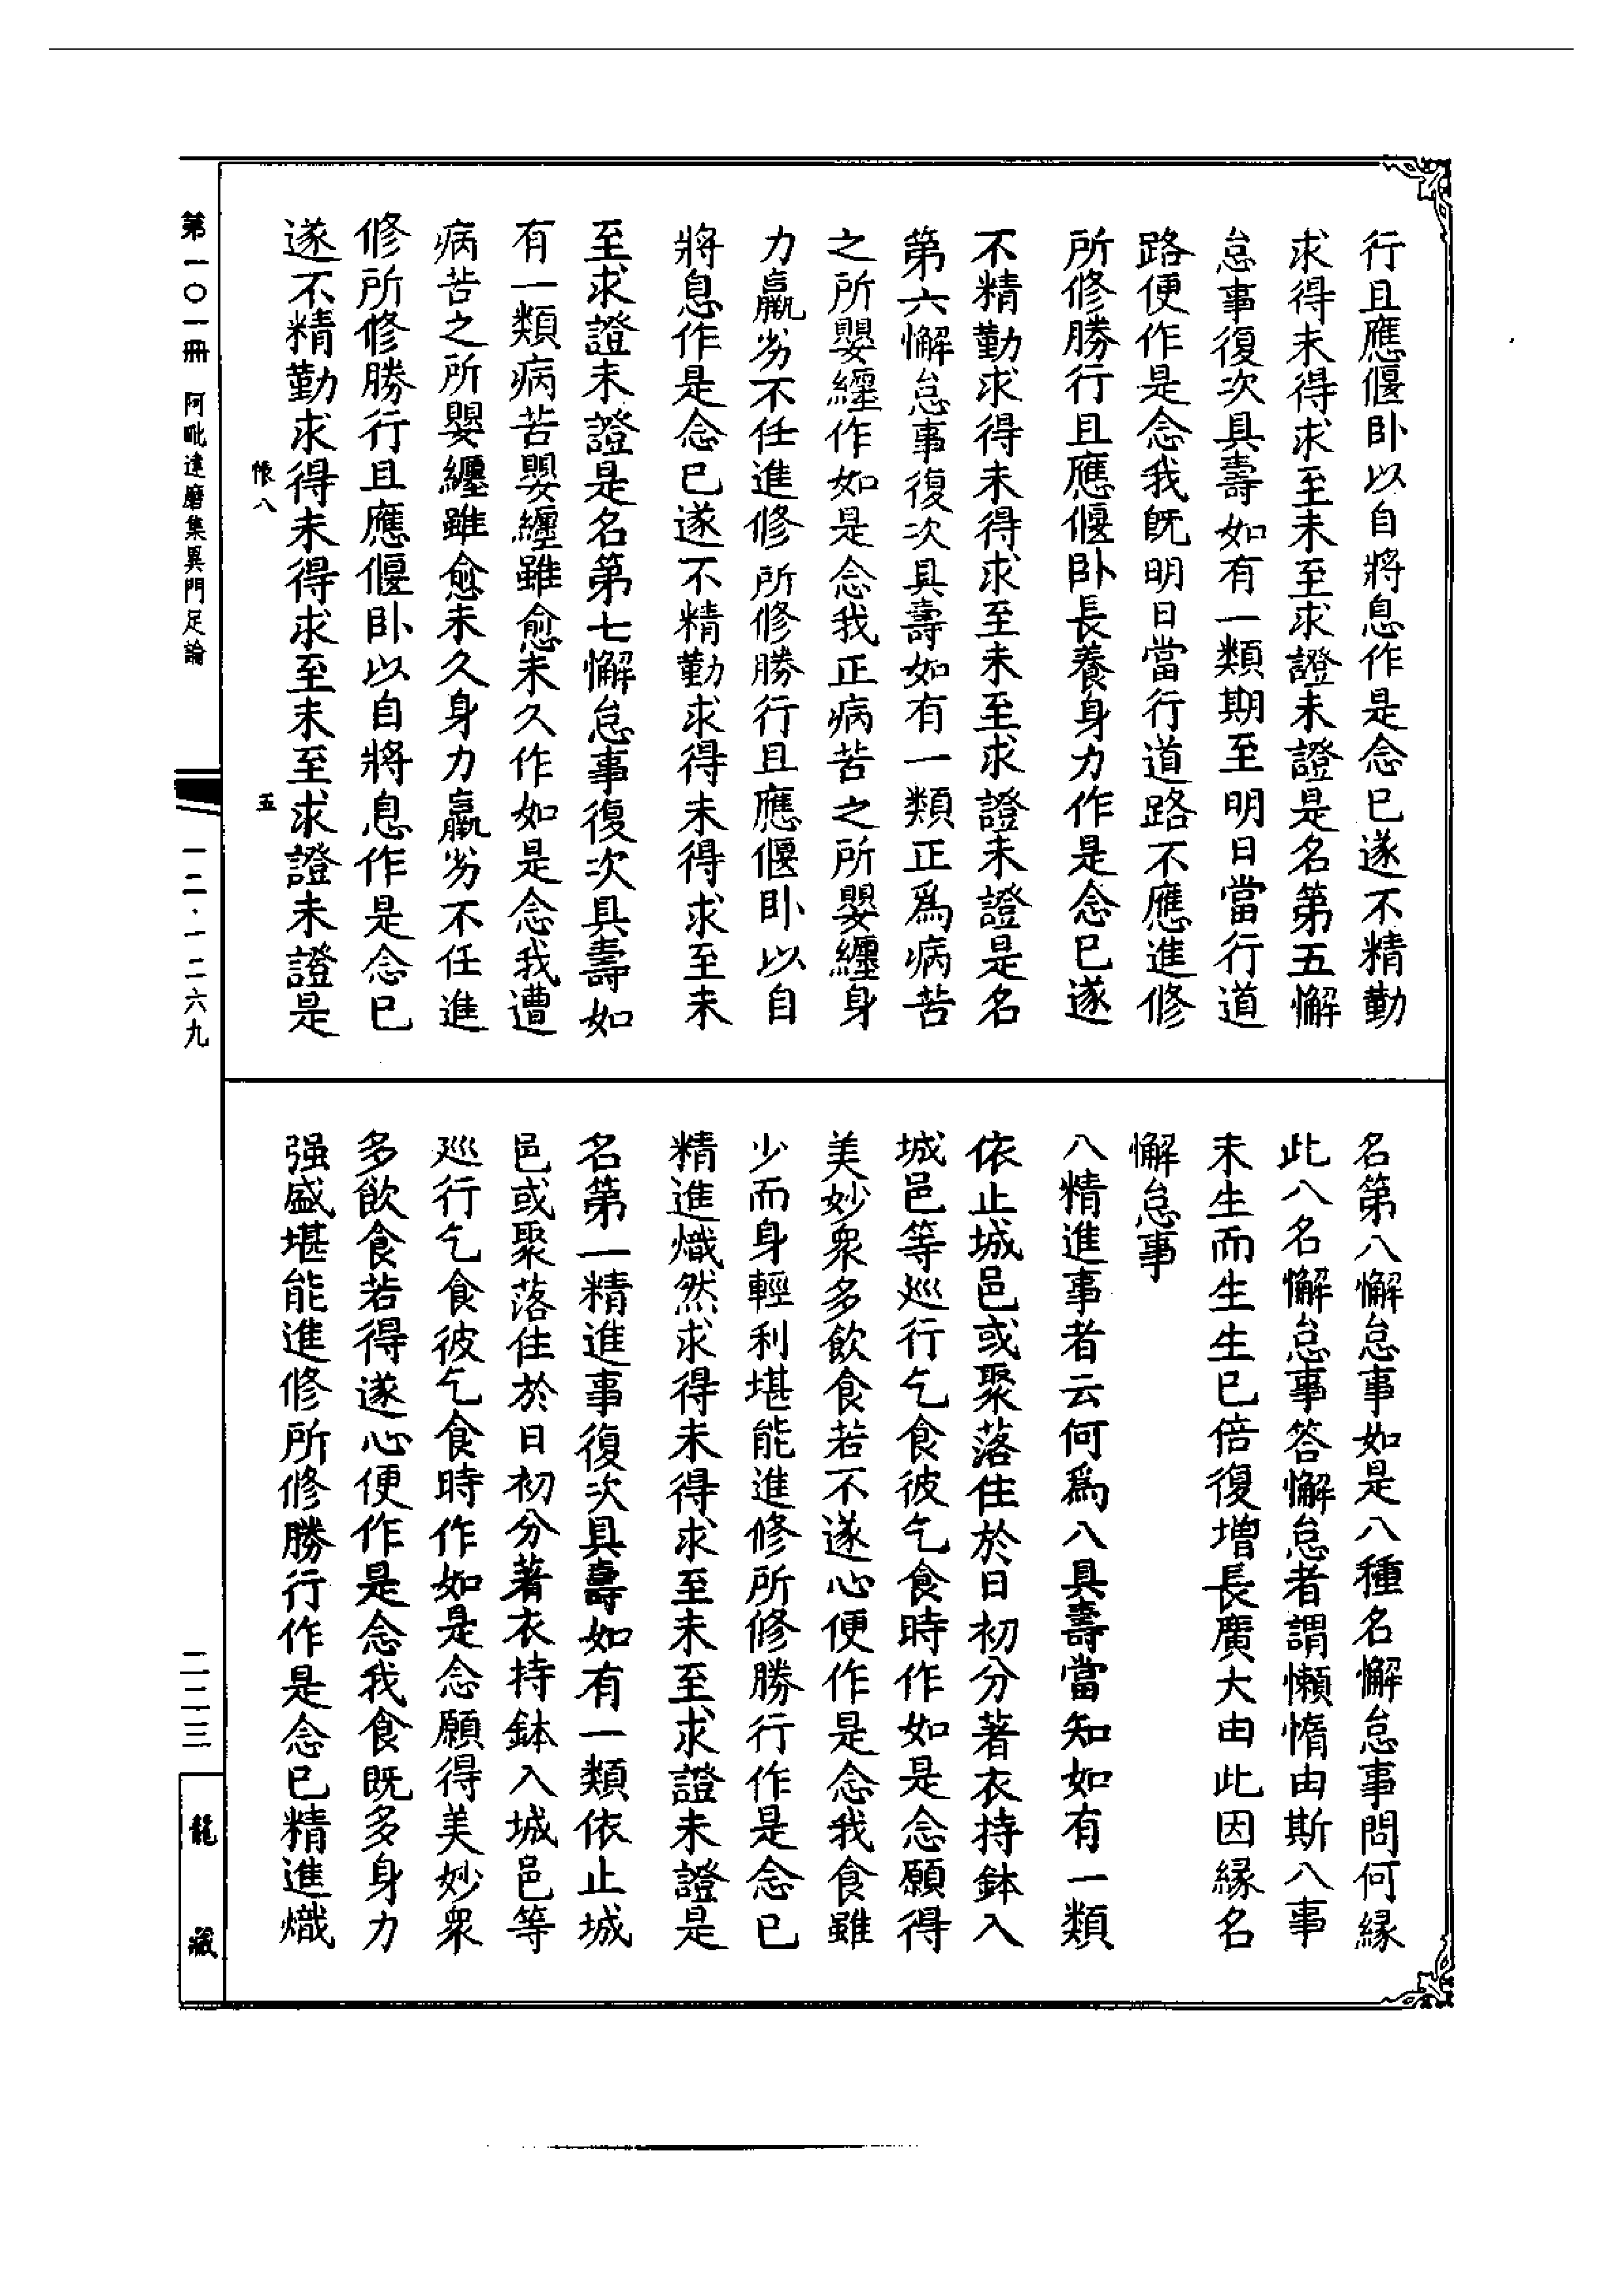 行且應偃卧以自將息作是念已遂不精勤
求得未得求至未至求證未證是名第五懈
怠事復次具壽如有一類期至明日當行道
路便作是念我旣明日當行道路不應進修
所修勝行且應偃卧長養身力作是念已遂
不精勤求得未得求至未至求證未證是名
第六懈怠事復次具壽如有一類正爲病苦
之所嬰纏作如是念我正病苦之所嬰纏身
力羸劣不任進修所修勝行且應偃卧以自
將息作是念已遂不精勤求得未得求至未
至求證未證是名第七懈怠事復次具壽如
有一類病苦嬰纏雖愈未久作如是念我遭
病苦之所嬰纏雖愈未久身力羸劣不任進
修所修勝行且應偃卧以自將息作是念已
遂不精勤求得未得求至未至求證未證是
悵八 五
名第八懈怠事如是八種名懈怠事問何緣
此八名懈怠事答懈怠者謂懶惰由斯八事
未生而生生已倍復增長廣大由此因緣名
懈怠事
八精進事者云何爲八具壽當知如有一類
依止城邑或聚落住於日初分著衣持鉢入
城邑等巡行乞食彼乞食時作如是念願得
美妙衆多飲食若不遂心便作是念我食雖
少而身輕利堪能進修所修勝行作是念已
精進熾然求得未得求至未至求證未證是
名第一精進事復次具壽如有一類依止城
邑或聚落住於日初分著衣持鉢入城邑等
巡行乞食彼乞食時作如是念願得美妙衆
多飲食若得遂心便作是念我食既多身力
强盛堪能進修所修勝行作是念已精進熾
第一〇一冊 阿毗達磨集異門足論
一二·一二六九
二二三
龍藏